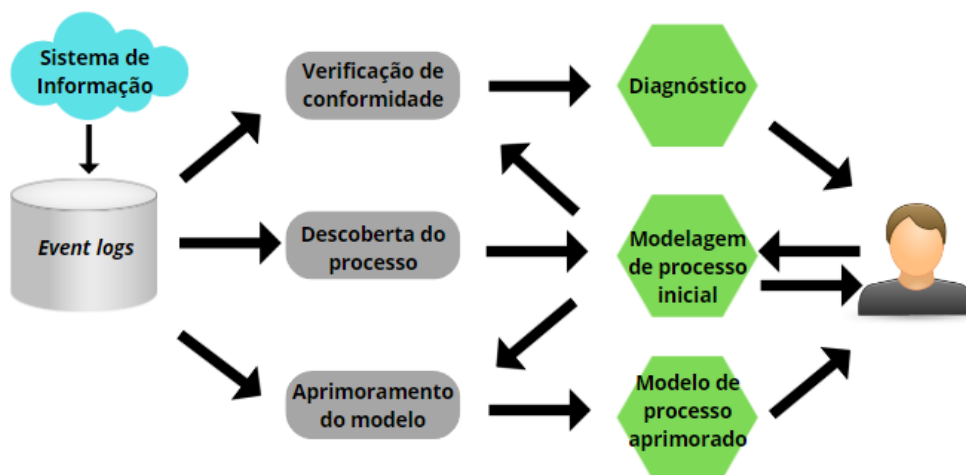 Sistema de
Informação
Event logs
Verificação de
conformidade
Descoberta do
processo
Aprimoramento
do modelo
Diagnóstico
Modelagem
de processo
inicial
Modelo de
processo
aprimorado